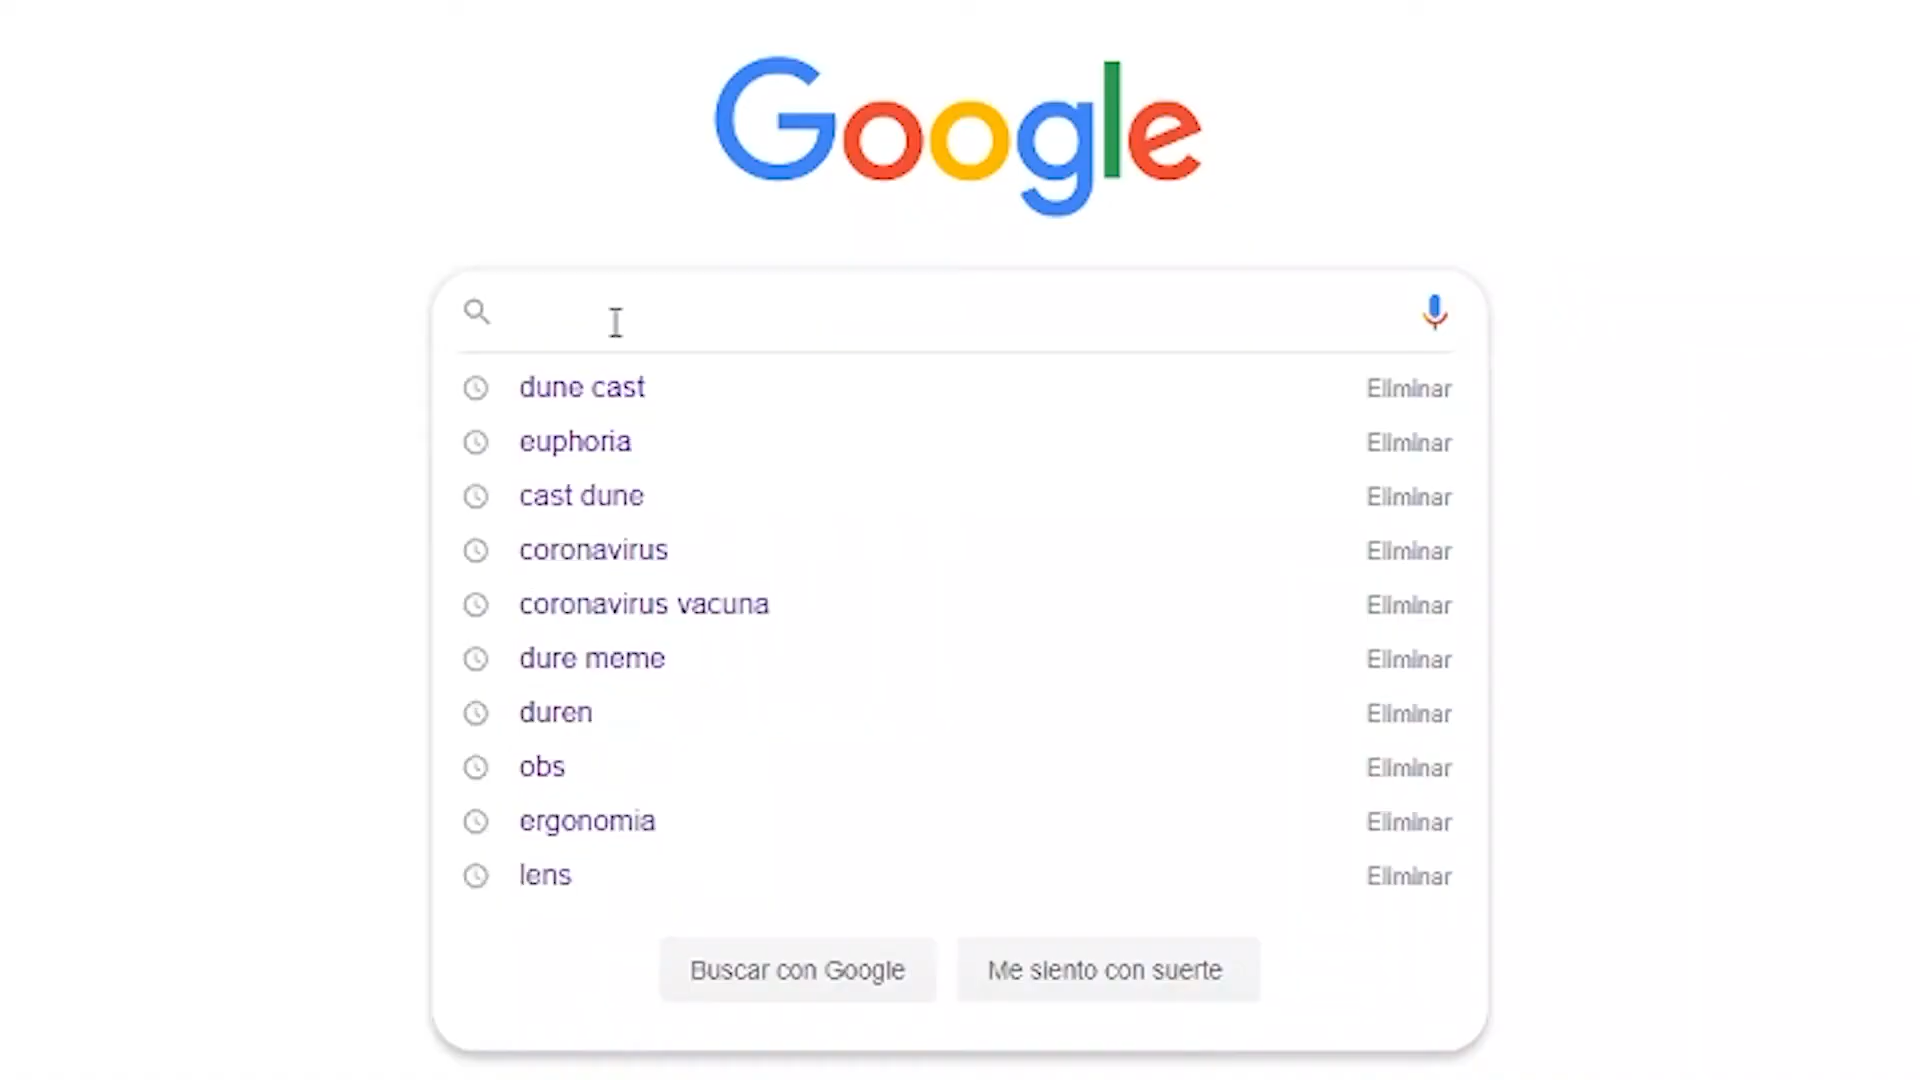 Google
dune cast Eliminar
euphoria Eliminar
cast dune Eliminar
coronavirus Eliminar
coronavirus vacuna Eliminar
dure meme Eliminar
duren Eliminar
obs Eliminar
ergonomia Eliminar
lens Eliminar
Buscar con Google Me siento con suerte